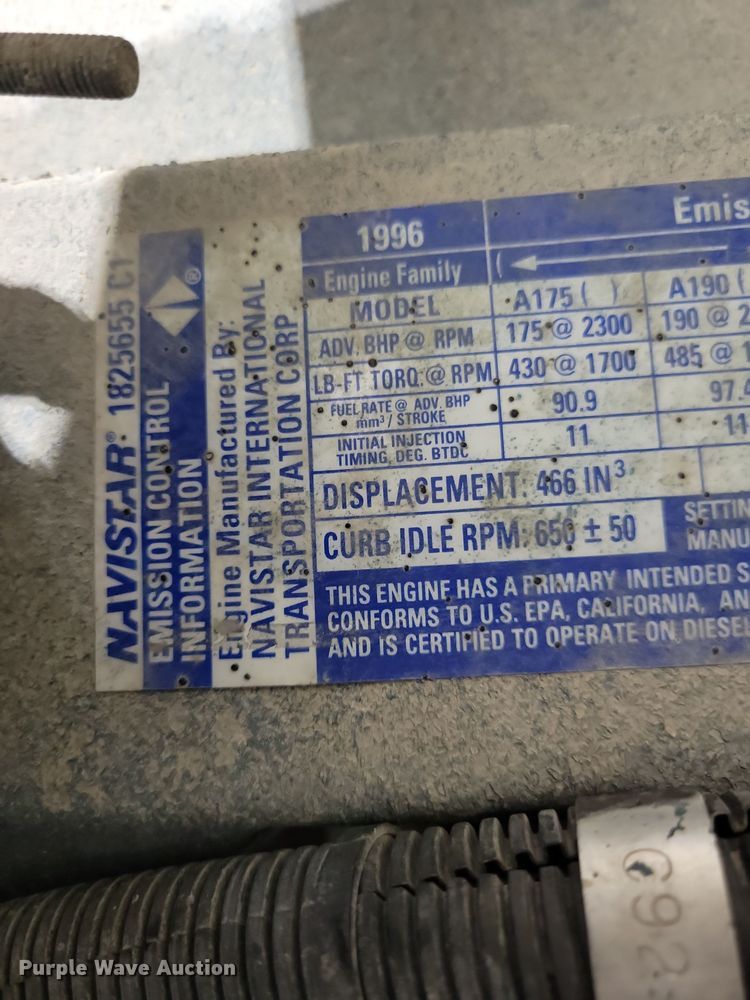 NAVISTAR® 1825655 C1
EMISSION CONTROL
INFORMATION
Engine Manufactured By:
NAVISTAR INTERNATIONAL
TRANSPORTATION CORP.
1996
Emis
Engine Family
MODEL A175 ( ) A190 (
ADV. BHP @ RPM 175 @ 2300 190 @ 2
LB-FT TORQ.@ RPM 430 @ 1700 485 @ 1
FUEL RATE @ ADV. BHP
mm³ / STROKE 90.9 97.
INITIAL INJECTION
TIMING, DEG. BTDC 11 11
DISPLACEMENT: 466 IN³
CURB IDLE RPM: 650 ± 50
SETTIN
MANU
THIS ENGINE HAS A PRIMARY INTENDED S
CONFORMS TO U.S. EPA, CALIFORNIA, AN
AND IS CERTIFIED TO OPERATE ON DIESEL
C92
Purple Wave Auction